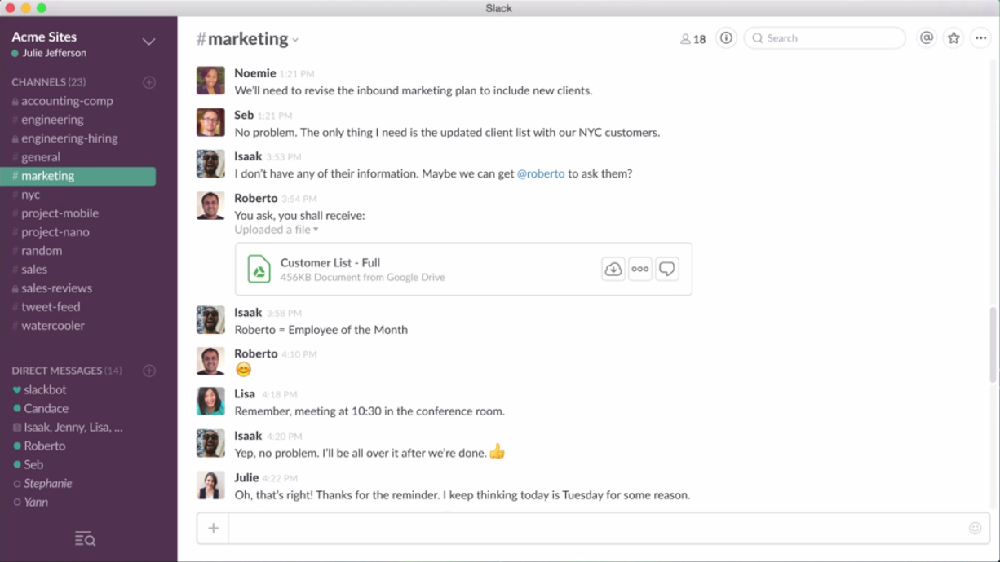 Slack
Acme Sites
Julie Jefferson
CHANNELS (23)
accounting-comp
# engineering
engineering-hiring
# general
# marketing
# nyc
# project-mobile
# project-nano
# random
# sales
sales-reviews
# tweet-feed
# watercooler
DIRECT MESSAGES (14)
slackbot
Candace
Isaak, Jenny, Lisa, ...
Roberto
Seb
Stephanie
Yann
#marketing
18
Search
Noemie 1:21 PM
We’ll need to revise the inbound marketing plan to include new clients.
Seb 1:21 PM
No problem. The only thing I need is the updated client list with our NYC customers.
Isaak 3:53 PM
I don’t have any of their information. Maybe we can get @roberto to ask them?
Roberto 3:54 PM
You ask, you shall receive:
Uploaded a file
Customer List - Full
456KB Document from Google Drive
Isaak 3:58 PM
Roberto = Employee of the Month
Roberto 4:10 PM
😊
Lisa 4:18 PM
Remember, meeting at 10:30 in the conference room.
Isaak 4:20 PM
Yep, no problem. I’ll be all over it after we’re done. 👍
Julie 4:22 PM
Oh, that’s right! Thanks for the reminder. I keep thinking today is Tuesday for some reason.